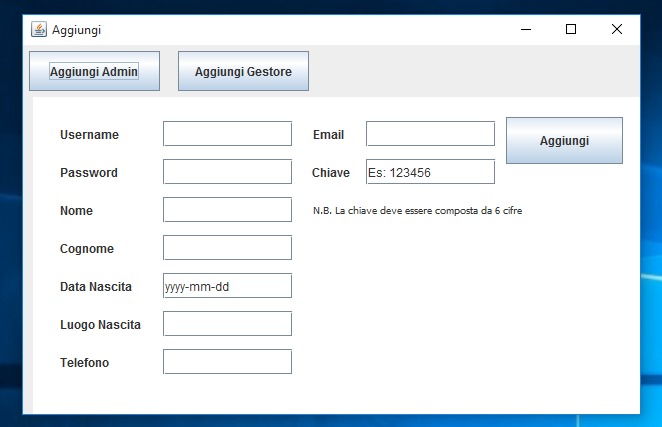 Aggiungi
Aggiungi Admin
Aggiungi Gestore
Username
Email
Aggiungi
Password
Chiave
Es: 123456
Nome
N.B. La chiave deve essere composta da 6 cifre
Cognome
Data Nascita
yyyy-mm-dd
Luogo Nascita
Telefono